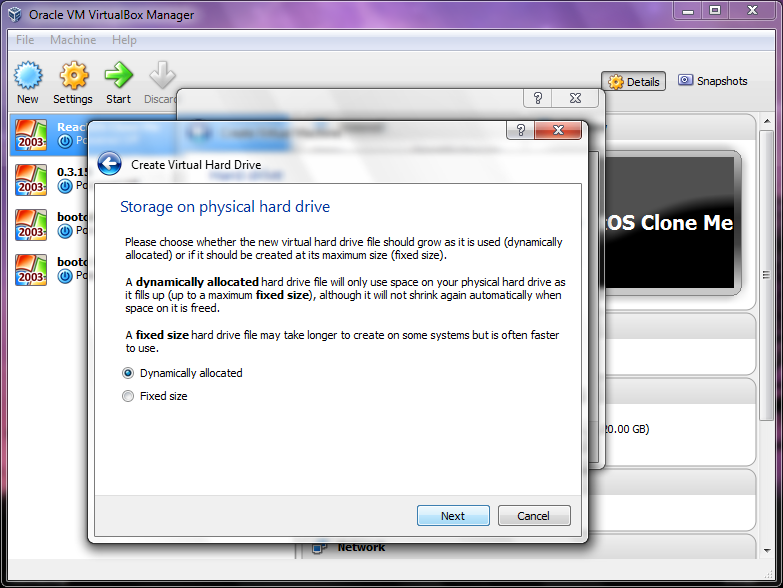 Oracle VM VirtualBox Manager
File Machine Help
New Settings Start Discard
Details Snapshots
Reac
2003
Po
0.3.15
2003
Po
bootc
2003
Po
bootc
2003
Po
Create Virtual Hard Drive
Storage on physical hard drive
Please choose whether the new virtual hard drive file should grow as it is used (dynamically
allocated) or if it should be created at its maximum size (fixed size).
A dynamically allocated hard drive file will only use space on your physical hard drive as
it fills up (up to a maximum fixed size), although it will not shrink again automatically when
space on it is freed.
A fixed size hard drive file may take longer to create on some systems but is often faster
to use.
Dynamically allocated
Fixed size
Next Cancel
tOS Clone Me
20.00 GB)
Network